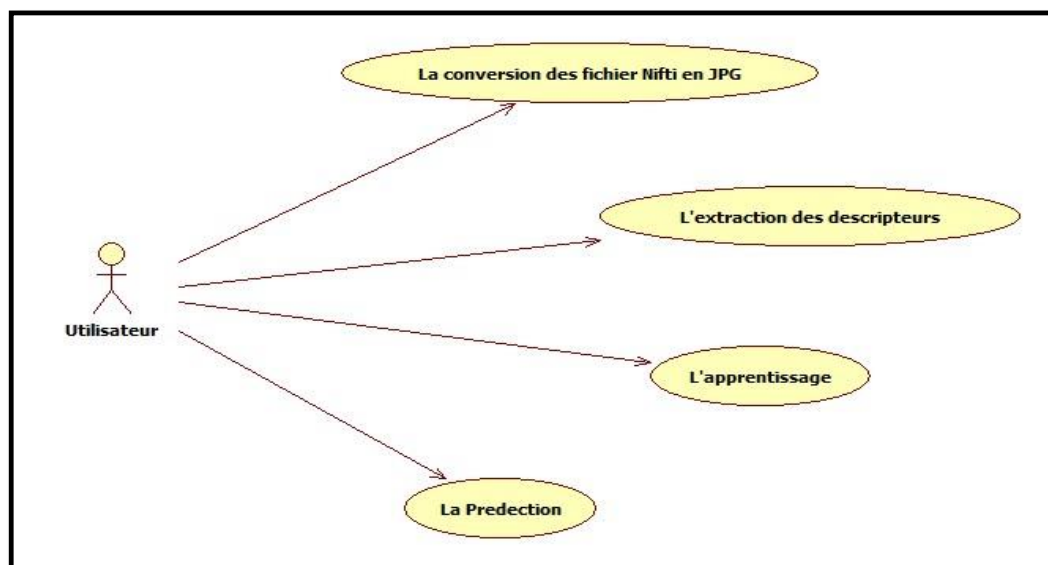 La conversion des fichier Nifti en JPG
L'extraction des descripteurs
Utilisateur
L'apprentissage
La Predection